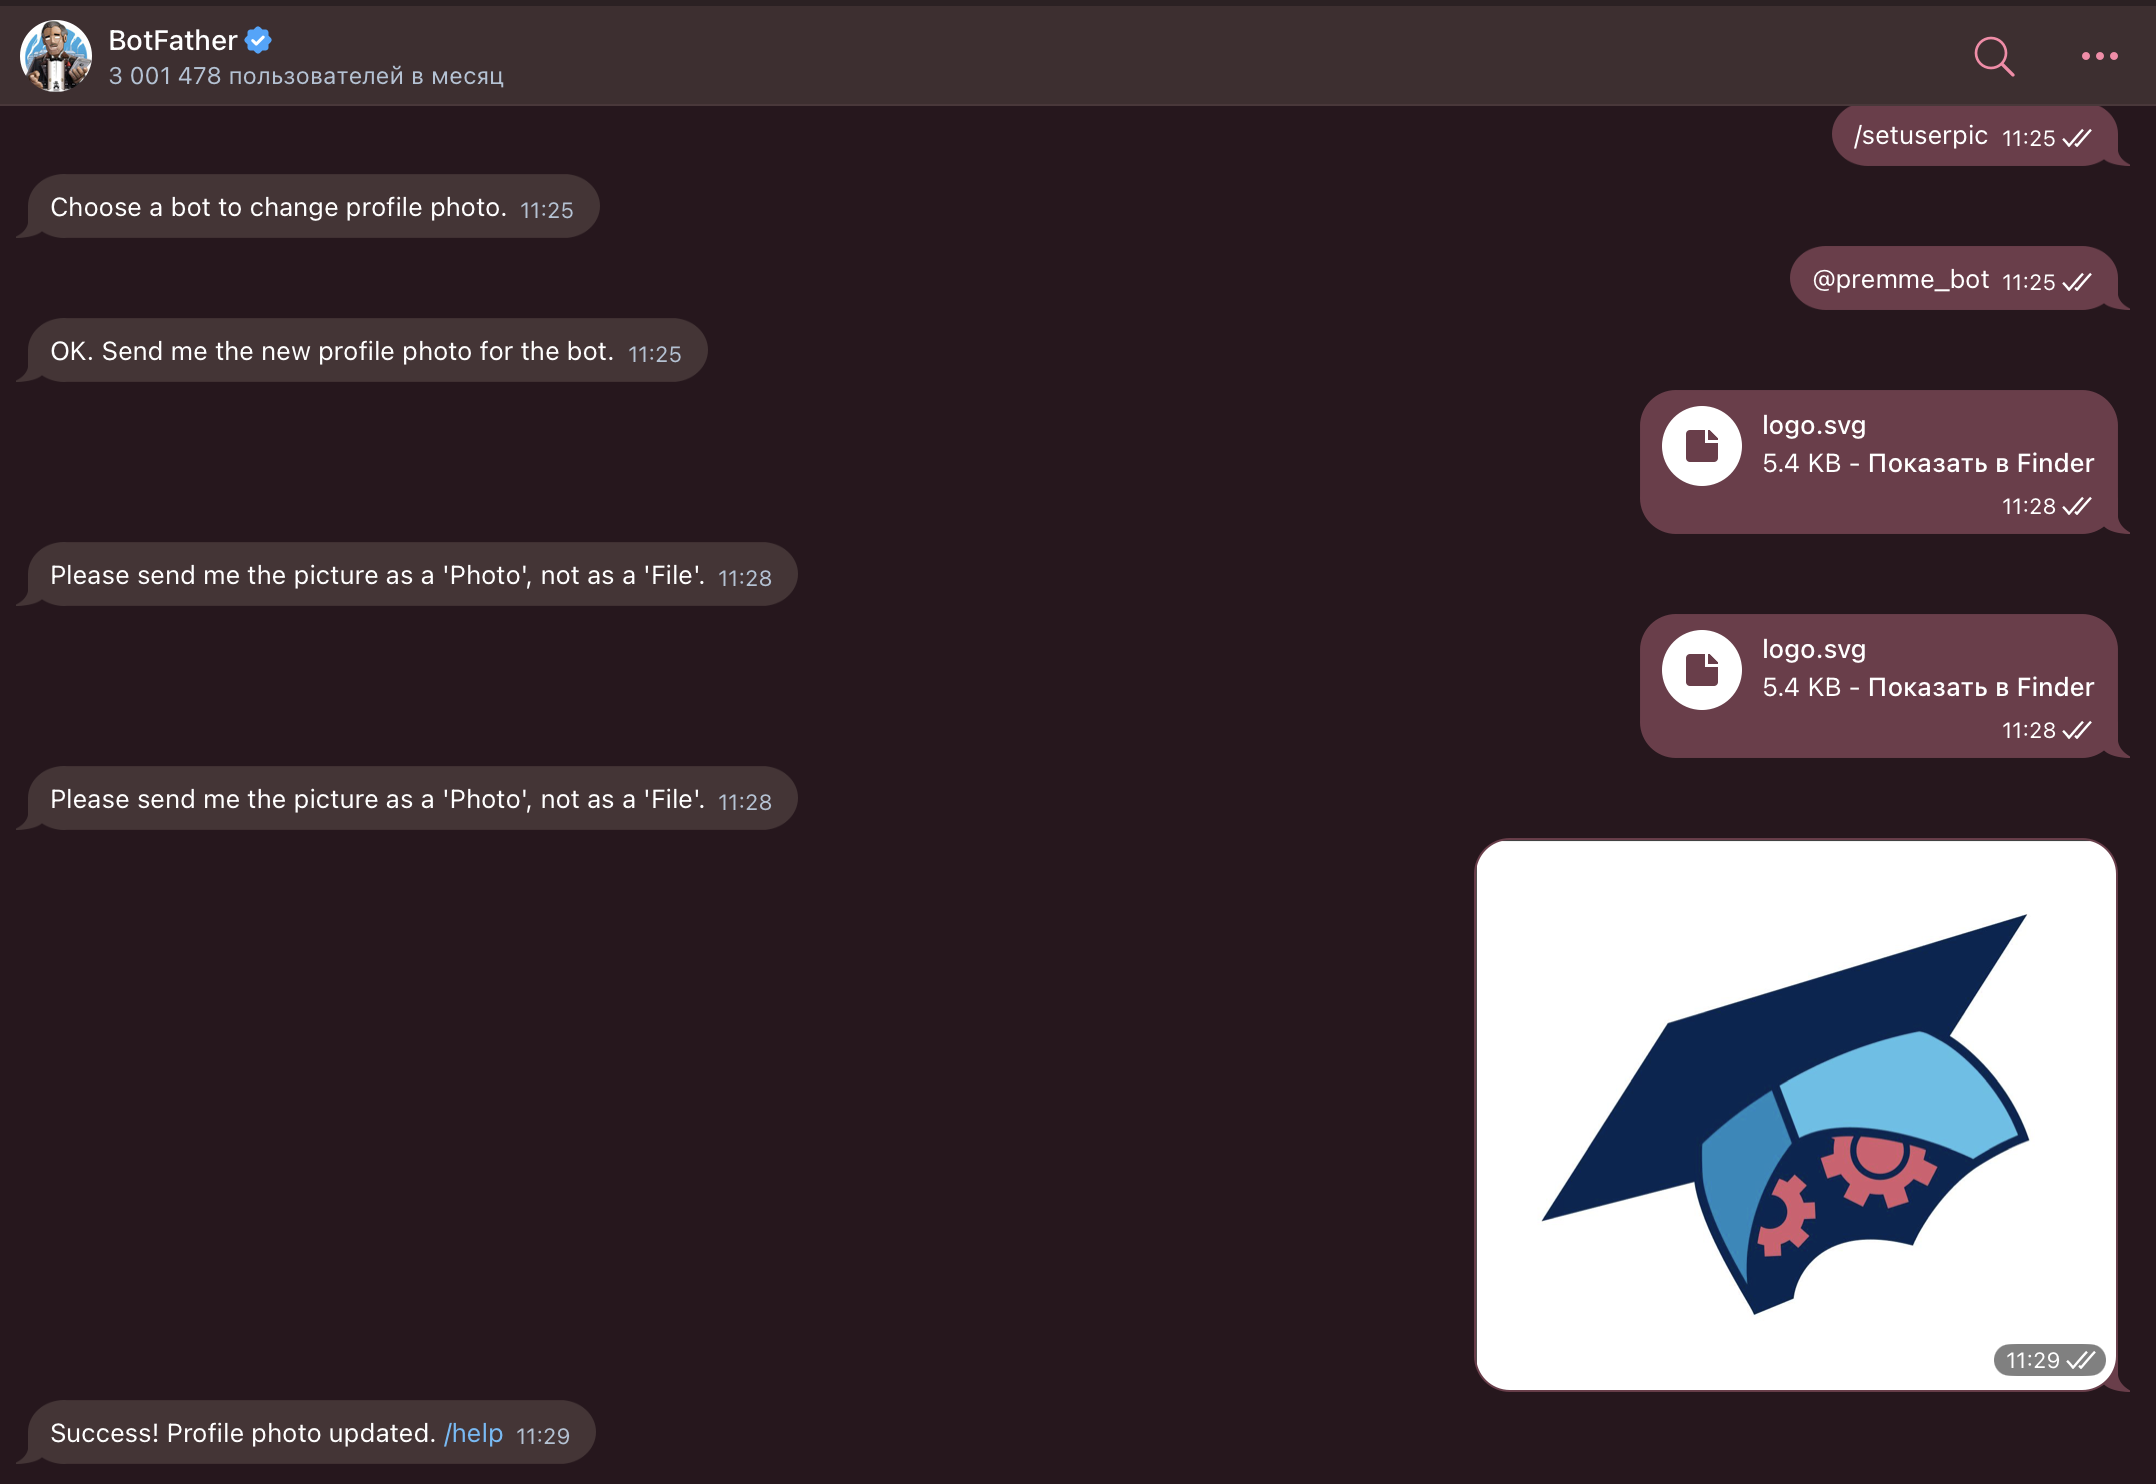 BotFather
3 001 478 пользователей в месяц
/setuserpic 11:25
Choose a bot to change profile photo. 11:25
@premme_bot 11:25
OK. Send me the new profile photo for the bot. 11:25
logo.svg
5.4 KB - Показать в Finder
11:28
Please send me the picture as a 'Photo', not as a 'File'. 11:28
logo.svg
5.4 KB - Показать в Finder
11:28
Please send me the picture as a 'Photo', not as a 'File'. 11:28
11:29
Success! Profile photo updated. /help 11:29